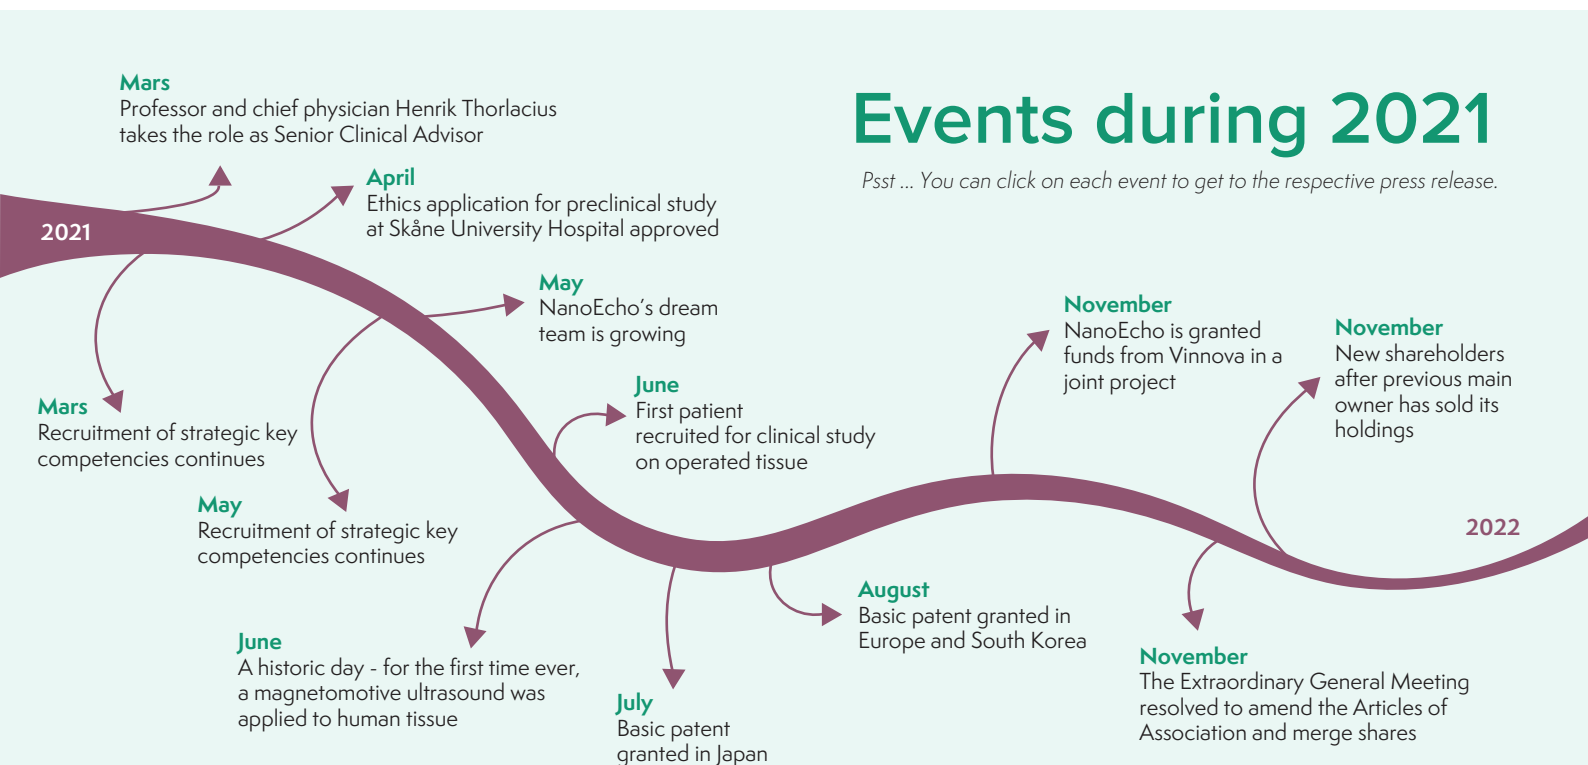 Events during 2021
Psst ... You can click on each event to get to the respective press release.
2021
Mars
Professor and chief physician Henrik Thorlacius
takes the role as Senior Clinical Advisor
Mars
Recruitment of strategic key
competencies continues
April
Ethics application for preclinical study
at Skåne University Hospital approved
May
NanoEcho's dream
team is growing
May
Recruitment of strategic key
competencies continues
June
First patient
recruited for clinical study
on operated tissue
June
A historic day - for the first time ever,
a magnetomotive ultrasound was
applied to human tissue
July
Basic patent
granted in Japan
August
Basic patent granted in
Europe and South Korea
November
NanoEcho is granted
funds from Vinnova in a
joint project
November
The Extraordinary General Meeting
resolved to amend the Articles of
Association and merge shares
November
New shareholders
after previous main
owner has sold its
holdings
2022